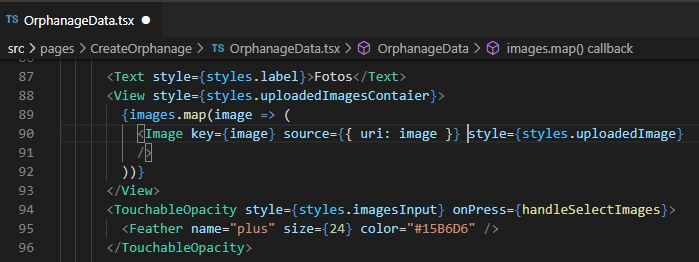 TS OrphanageData.tsx ●
src > pages > CreateOrphanage > TS OrphanageData.tsx > OrphanageData > images.map() callback
87 <Text style={styles.label}>Fotos</Text>
88 <View style={styles.uploadedImagesContaier}>
89 {images.map(image => (
90 <Image key={image} source={{ uri: image }} style={styles.uploadedImage}
91 />
92 ))}
93 </View>
94 <TouchableOpacity style={styles.imagesInput} onPress={handleSelectImages}>
95 <Feather name="plus" size={24} color="#15B6D6" />
96 </TouchableOpacity>